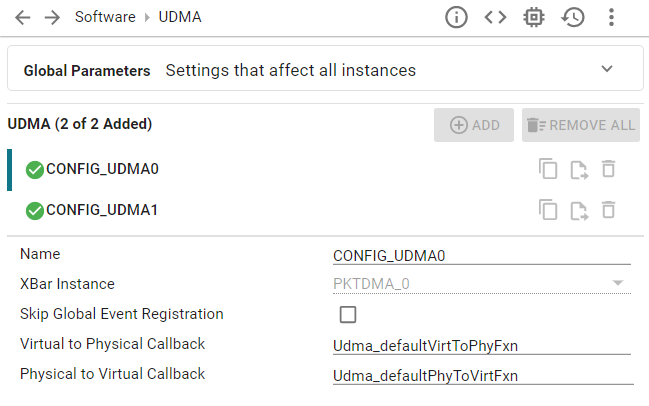 Software > UDMA
Global Parameters Settings that affect all instances
UDMA (2 of 2 Added) ADD REMOVE ALL
CONFIG_UDMA0
CONFIG_UDMA1
Name CONFIG_UDMA0
XBar Instance PKTDMA_0
Skip Global Event Registration
Virtual to Physical Callback Udma_defaultVirtToPhyFxn
Physical to Virtual Callback Udma_defaultPhyToVirtFxn